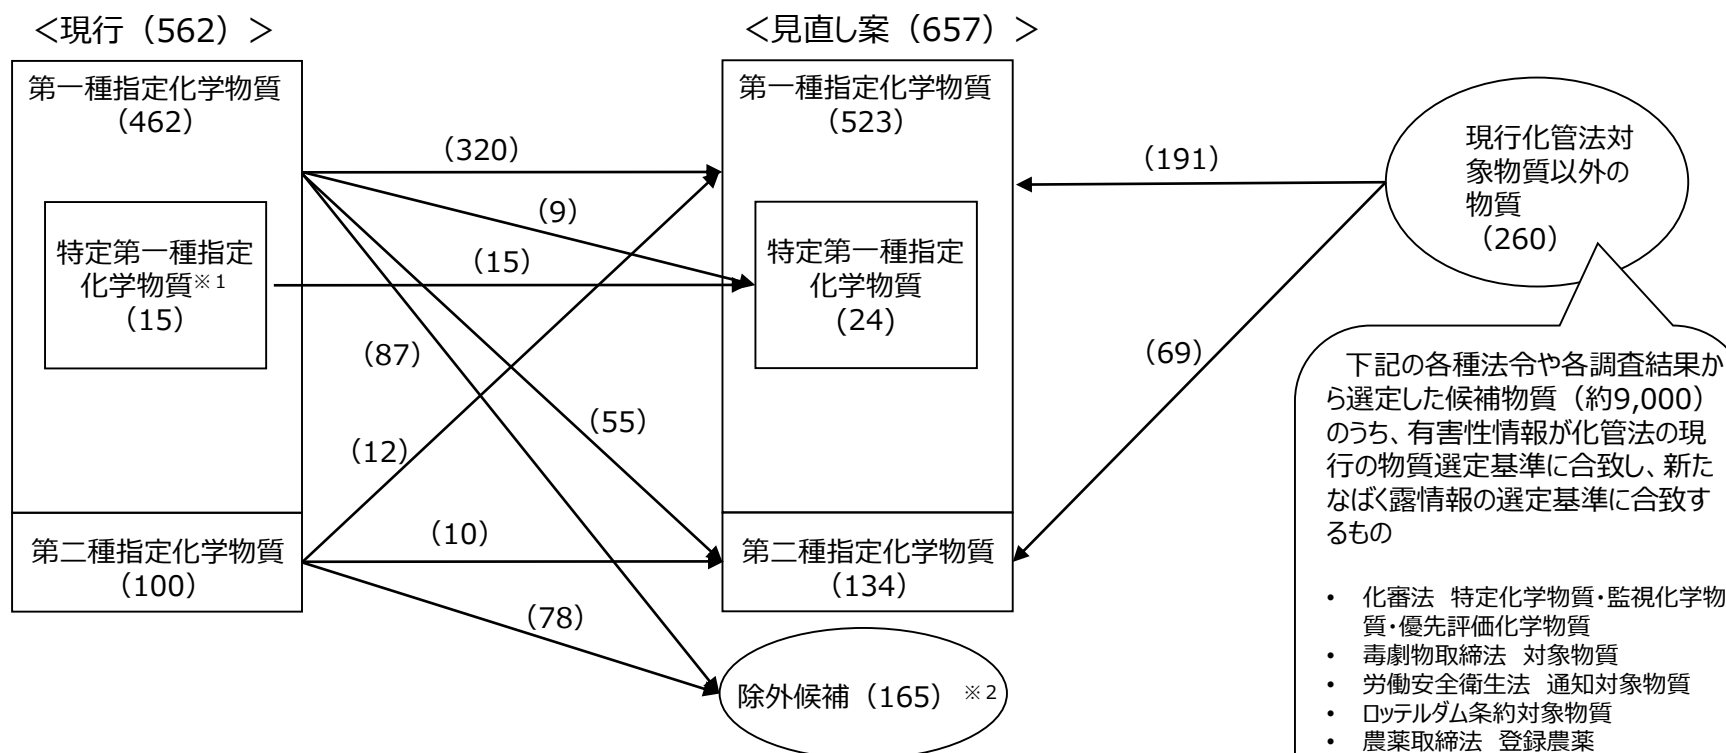 ＜現行（562）＞
第一種指定化学物質
（462）
特定第一種指定
化学物質※1
（15）
第二種指定化学物質
（100）
（320）
（9）
（15）
（87）
（55）
（12）
（10）
（78）
＜見直し案（657）＞
第一種指定化学物質
（523）
特定第一種指定
化学物質
(24)
第二種指定化学物質
（134）
除外候補（165）※2
（191）
（69）
現行化管法対
象物質以外の
物質
（260）
下記の各種法令や各調査結果か
ら選定した候補物質（約9,000）
のうち、有害性情報が化管法の現
行の物質選定基準に合致し、新た
なばく露情報の選定基準に合致す
るもの
• 化審法 特定化学物質・監視化学物
質・優先評価化学物質
• 毒劇物取締法 対象物質
• 労働安全衛生法 通知対象物質
• ロッテルダム条約対象物質
• 農薬取締法 登録農薬